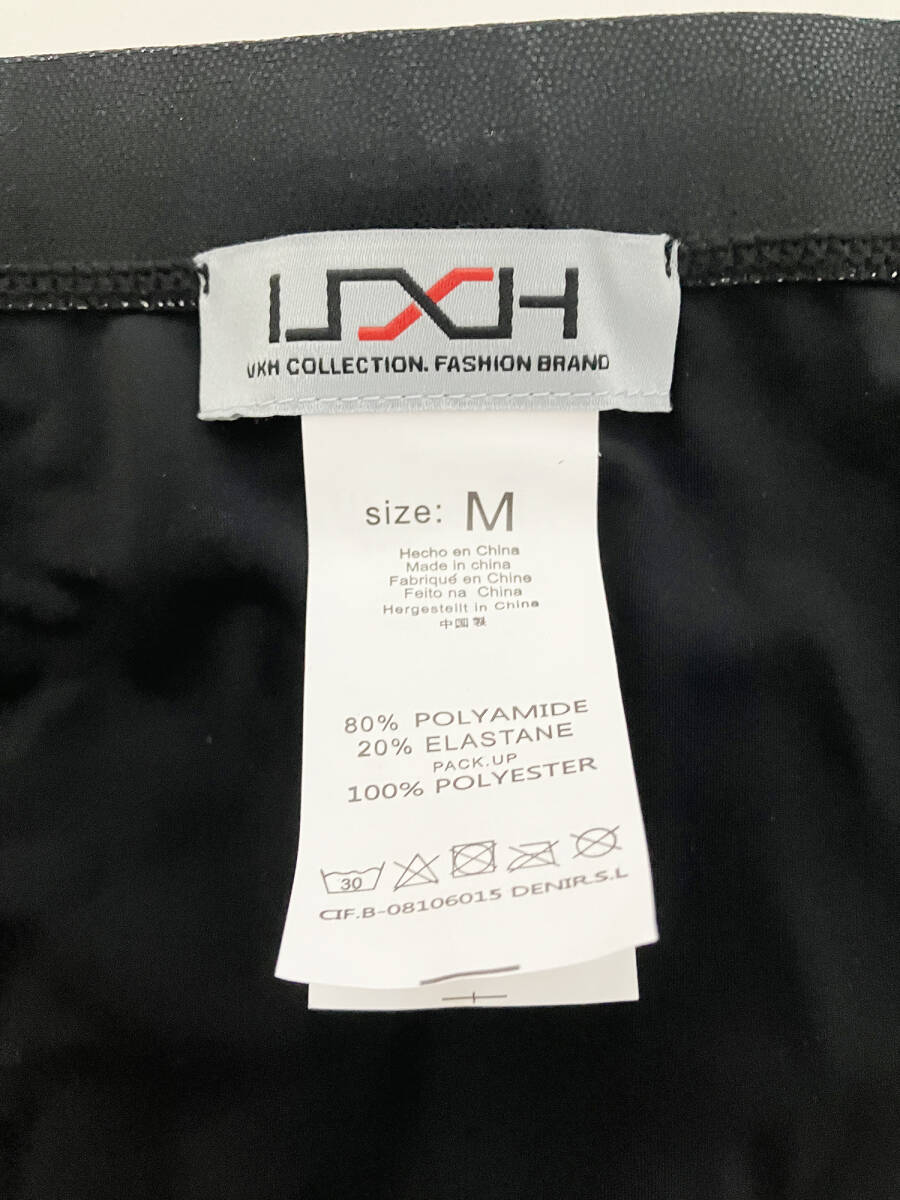 UXH
UXH COLLECTION. FASHION BRAND
size: M
Hecho en China
Made in china
Fabriqué en Chine
Feito na China
Hergestellt in China
中国製
80% POLYAMIDE
20% ELASTANE
PACK.UP
100% POLYESTER
30
CIF.B-08106015 DENIR.S.L